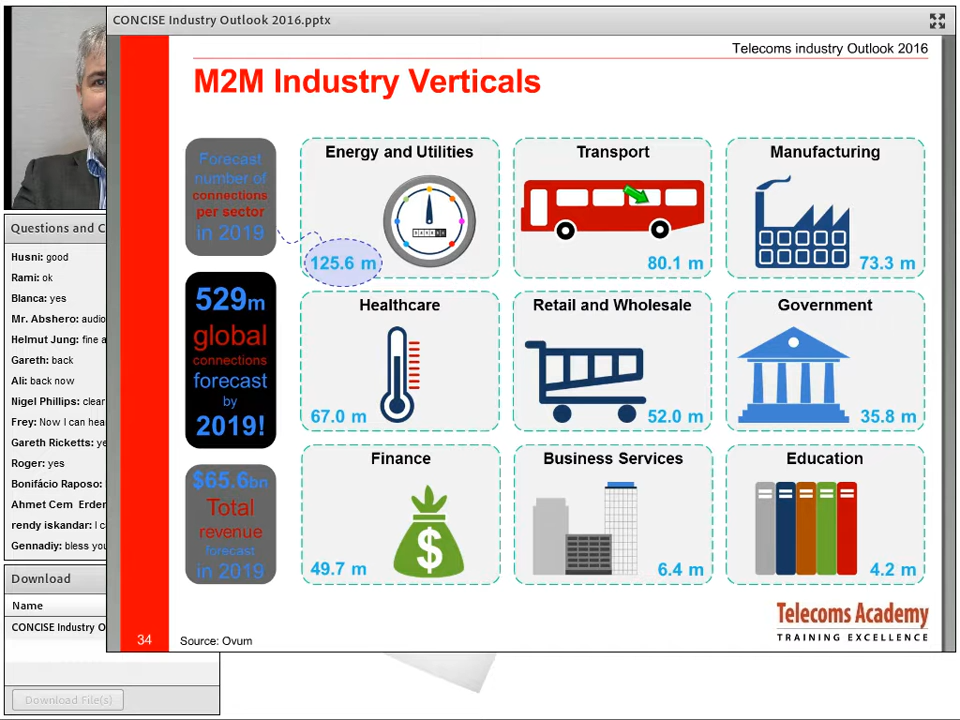 CONCISE Industry Outlook 2016.pptx
Telecoms industry Outlook 2016
M2M Industry Verticals
Forecast
number of
connections
per sector
in 2019
529m
global
connections
forecast
by
2019!
$65.6bn
Total
revenue
forecast
in 2019
Energy and Utilities
125.6 m
Transport
80.1 m
Manufacturing
73.3 m
Healthcare
67.0 m
Retail and Wholesale
52.0 m
Government
35.8 m
Finance
$
49.7 m
Business Services
6.4 m
Education
4.2 m
34
Source: Ovum
Telecoms Academy
TRAINING EXCELLENCE
Questions and C
Husni: good
Rami: ok
Blanca: yes
Mr. Abshero: audio
Helmut Jung: fine a
Gareth: back
Ali: back now
Nigel Phillips: clear
Frey: Now I can hea
Gareth Ricketts: ye
Roger: yes
Bonifácio Raposo:
Ahmet Cem Erder
rendy iskandar: I c
Gennadiy: bless you
Download
Name
CONCISE Industry O
Download File(s)